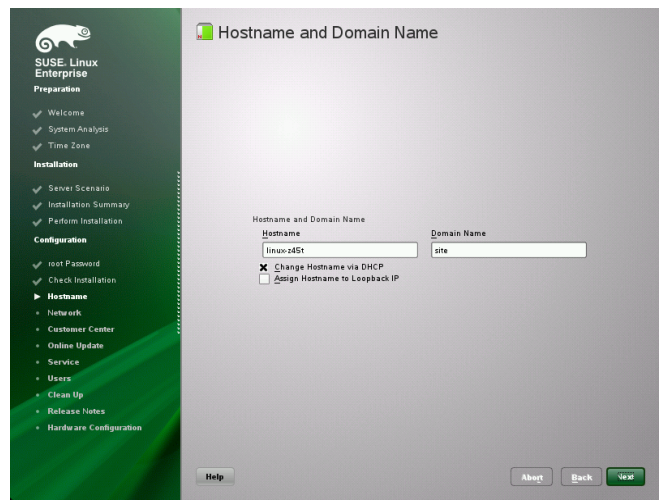 SUSE. Linux
Enterprise
Preparation
Welcome
System Analysis
Time Zone
Installation
Server Scenario
Installation Summary
Perform Installation
Configuration
root Password
Check Installation
Hostname
Network
Customer Center
Online Update
Service
Users
Clean Up
Release Notes
Hardware Configuration
Hostname and Domain Name
Hostname and Domain Name
Hostname Domain Name
linux-z45t site
Change Hostname via DHCP
Assign Hostname to Loopback IP
Help Abort Back Next